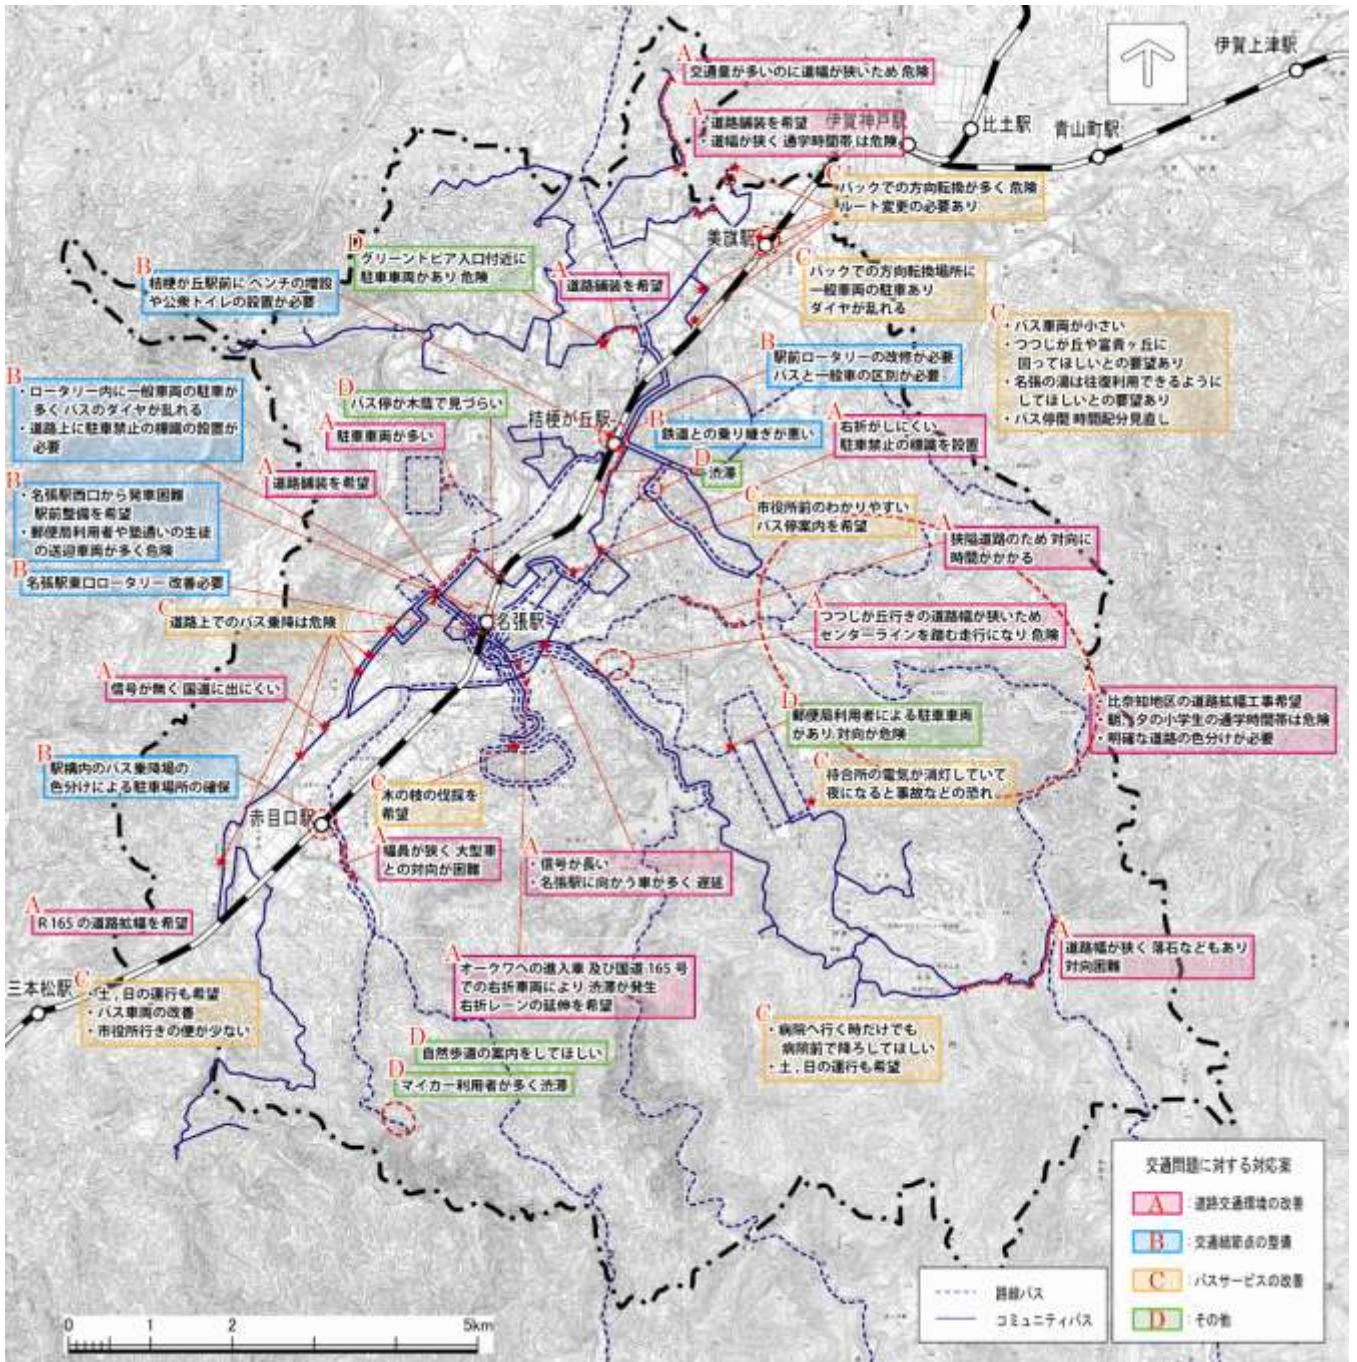 伊賀上津駅
A
交通量が多いのに道幅が狭いため 危険
A
・道路舗装を希望
・道幅が狭く 通学時間帯は危険
伊賀神戸駅
比土駅
青山町駅
C
バックでの方向転換が多く 危険
ルート変更の必要あり
美旗駅
D
グリーントピア入口付近に
駐車車両があり 危険
B
桔梗が丘駅前に ベンチの増設
や公衆トイレの設置が必要
A
道路舗装を希望
C
バックでの方向転換場所に
一般車両の駐車あり
ダイヤが乱れる
C
・バス車両が小さい
・つつじが丘や富貴ヶ丘に
回ってほしいとの要望あり
・名張の湯は往復利用できるように
してほしいとの要望あり
・バス停間 時間配分見直し
B
駅前ロータリーの改修が必要
バスと一般車の区別が必要
B
・ロータリー内に一般車両の駐車が
多く バスのダイヤが乱れる
・道路上に駐車禁止の標識の設置が
必要
D
バス停が木蔭で見づらい
桔梗が丘駅
B
鉄道との乗り継ぎが悪い
A
右折がしにくい
駐車禁止の標識を設置
A
駐車車両が多い
D
渋滞
A
道路舗装を希望
B
・名張駅西口から発車困難
駅前整備を希望
・郵便局利用者や塾通いの生徒
の送迎車両が多く危険
C
市役所前のわかりやすい
バス停案内を希望
A
狭隘道路のため 対向に
時間がかかる
B
名張駅東口ロータリー 改善必要
C
道路上でのバス乗降は危険
名張駅
A
つつじが丘行きの道路幅が狭いため
センターラインを踏む走行になり 危険
A
信号が無く 国道に出にくい
A
・比奈知地区の道路拡幅工事希望
・朝、夕の小学生の通学時間帯は危険
・明確な道路の色分けが必要
D
郵便局利用者による駐車車両
があり 対向が危険
B
駅構内のバス乗降場の
色分けによる駐車場所の確保
C
待合所の電気が消灯していて
夜になると事故などの恐れ
C
木の枝の伐採を
希望
赤目口駅
A
幅員が狭く 大型車
との対向が困難
A
・信号が長い
・名張駅に向かう車が多く 遅延
A
R 165 の道路拡幅を希望
A
道路幅が狭く 落石などもあり
対向困難
A
オークワへの進入車 及び国道 165 号
での右折車両により 渋滞が発生
右折レーンの延伸を希望
三本松駅
C
・土，日の運行も希望
・バス車両の改善
・市役所行きの便が少ない
C
・病院へ行く時だけでも
病院前で降ろしてほしい
・土，日の運行も希望
D
自然歩道の案内をしてほしい
D
マイカー利用者が多く渋滞
交通問題に対する対応案
A：道路交通環境の改善
B：交通結節点の整備
C：バスサービスの改善
D：その他
路線バス
コミュニティバス
0 1 2 5km